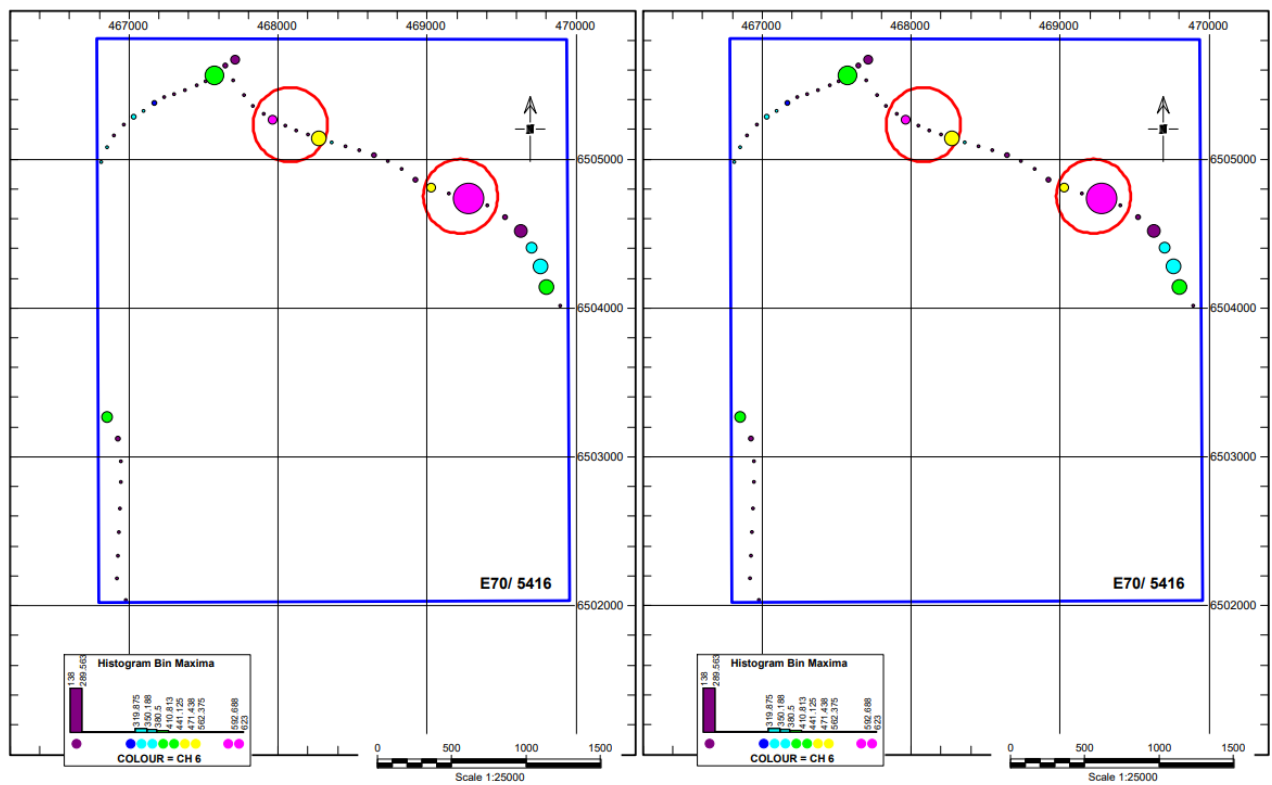 467000 468000 469000 470000
6505000
6504000
6503000
E70/ 5416
6502000
Histogram Bin Maxima
138
289.563
319.875
350.188
380.5
410.813
441.125
471.438
562.375
592.688
623
COLOUR = CH 6
0 500 1000 1500
Scale 1:25000
467000 468000 469000 470000
6505000
6504000
6503000
E70/ 5416
6502000
Histogram Bin Maxima
138
289.563
319.875
350.188
380.5
410.813
441.125
471.438
562.375
592.688
623
COLOUR = CH 6
0 500 1000 1500
Scale 1:25000